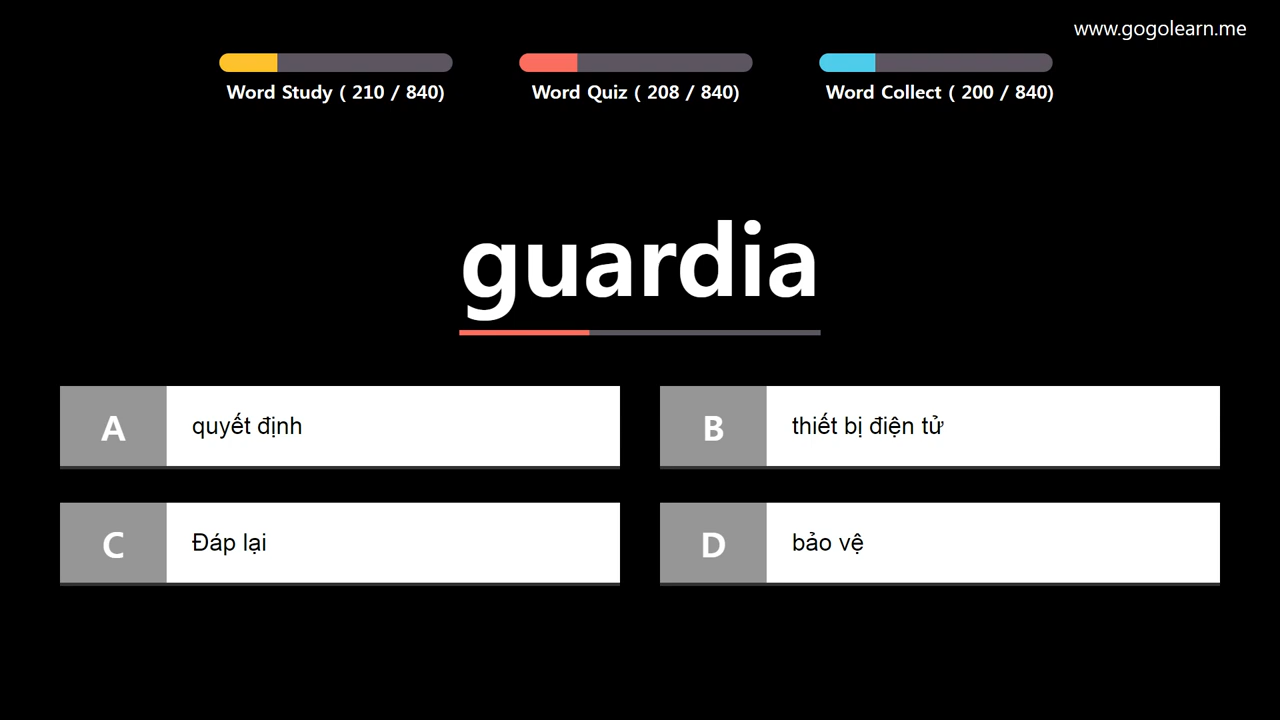 www.gogolearn.me
Word Study ( 210 / 840)
Word Quiz ( 208 / 840)
Word Collect ( 200 / 840)
guardia
A
quyết định
B
thiết bị điện tử
C
Đáp lại
D
bảo vệ